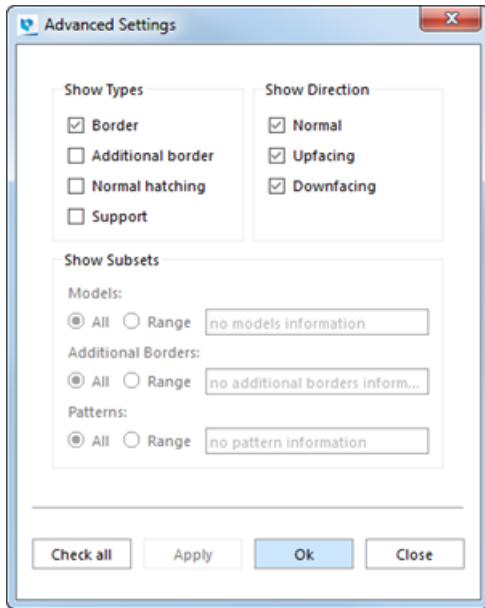 Advanced Settings
Show Types
Border
Additional border
Normal hatching
Support
Show Direction
Normal
Upfacing
Downfacing
Show Subsets
Models:
All Range no models information
Additional Borders:
All Range no additional borders inform...
Patterns:
All Range no pattern information
Check all Apply Ok Close